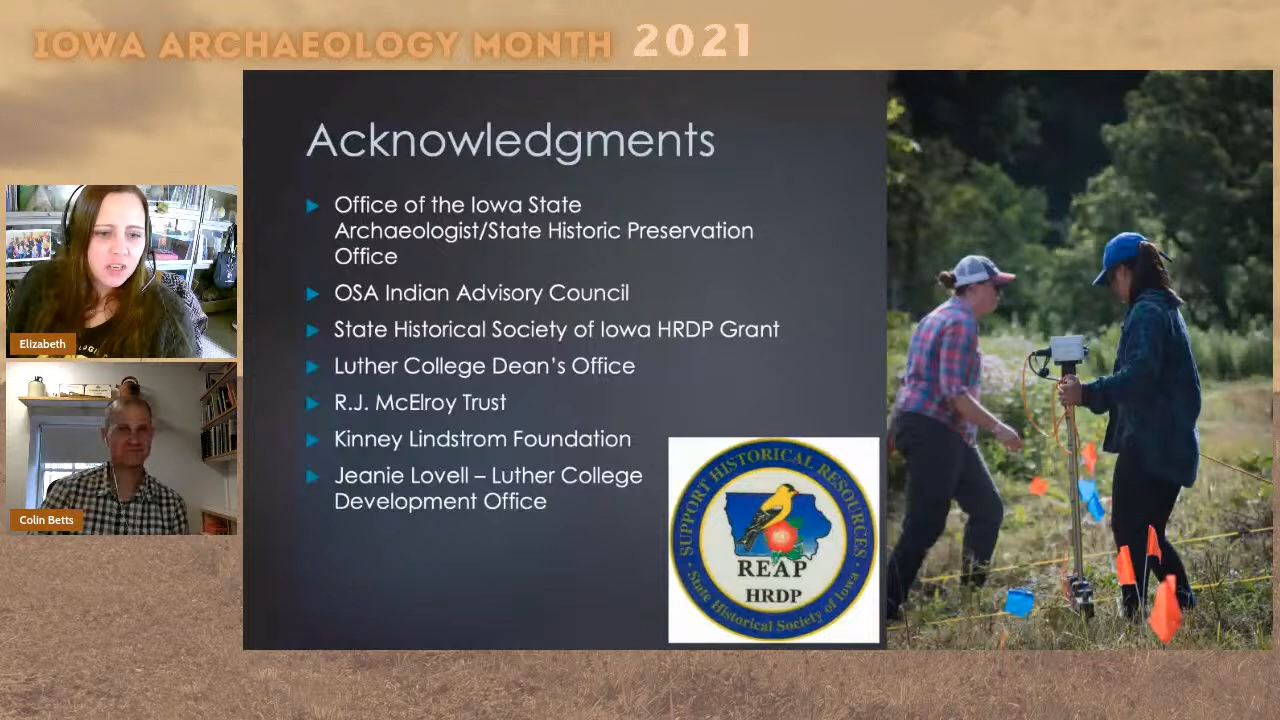 IOWA ARCHAEOLOGY MONTH 2021
Acknowledgments
Office of the Iowa State
Archaeologist/State Historic Preservation
Office
OSA Indian Advisory Council
State Historical Society of Iowa HRDP Grant
Luther College Dean's Office
R.J. McElroy Trust
Kinney Lindstrom Foundation
Jeanie Lovell – Luther College
Development Office
SUPPORT HISTORICAL RESOURCES
REAP
HRDP
State Historical Society of Iowa
Elizabeth
Colin Betts